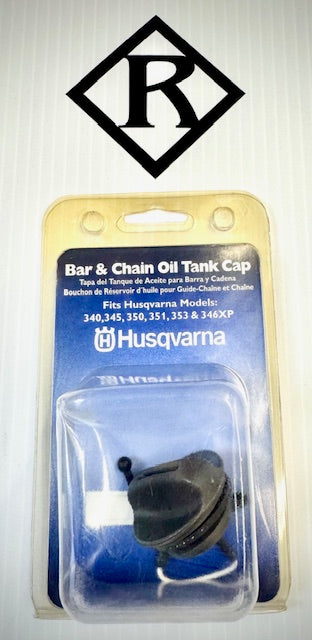 R
Bar & Chain Oil Tank Cap
Tapa del Tanque de Aceite para Barra y Cadena
Bouchon de Réservoir d'huile pour Guide-Chaîne et Chaîne
Fits Husqvarna Models:
340,345, 350, 351, 353 & 346XP
Husqvarna